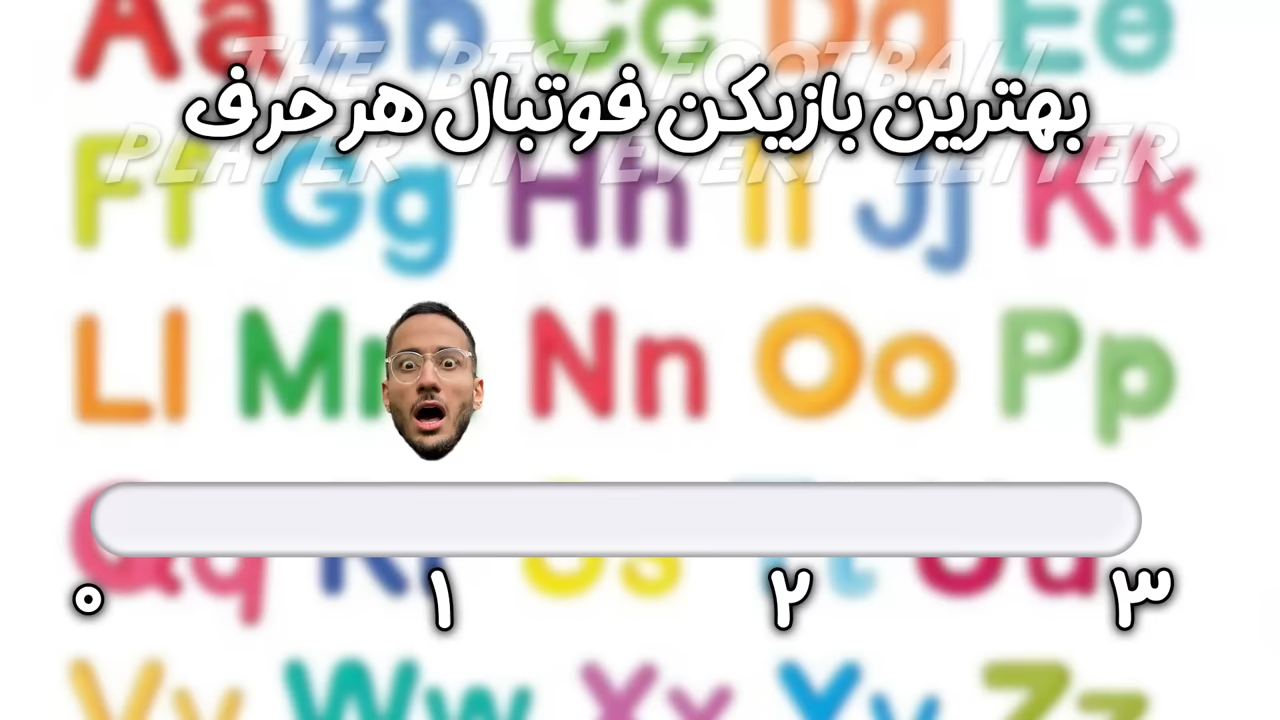 Aa Bb Cc Dd Ee
THE BEST FOOTBALL
بهترین بازیکن فوتبال هر حرف
PLAYER IN EVERY LETTER
Ff Gg Hh Ii Jj Kk
Ll M Nn Oo Pp
Qq
۰ ۱ ۲ ۳
Vv Ww Xx Yy Zz